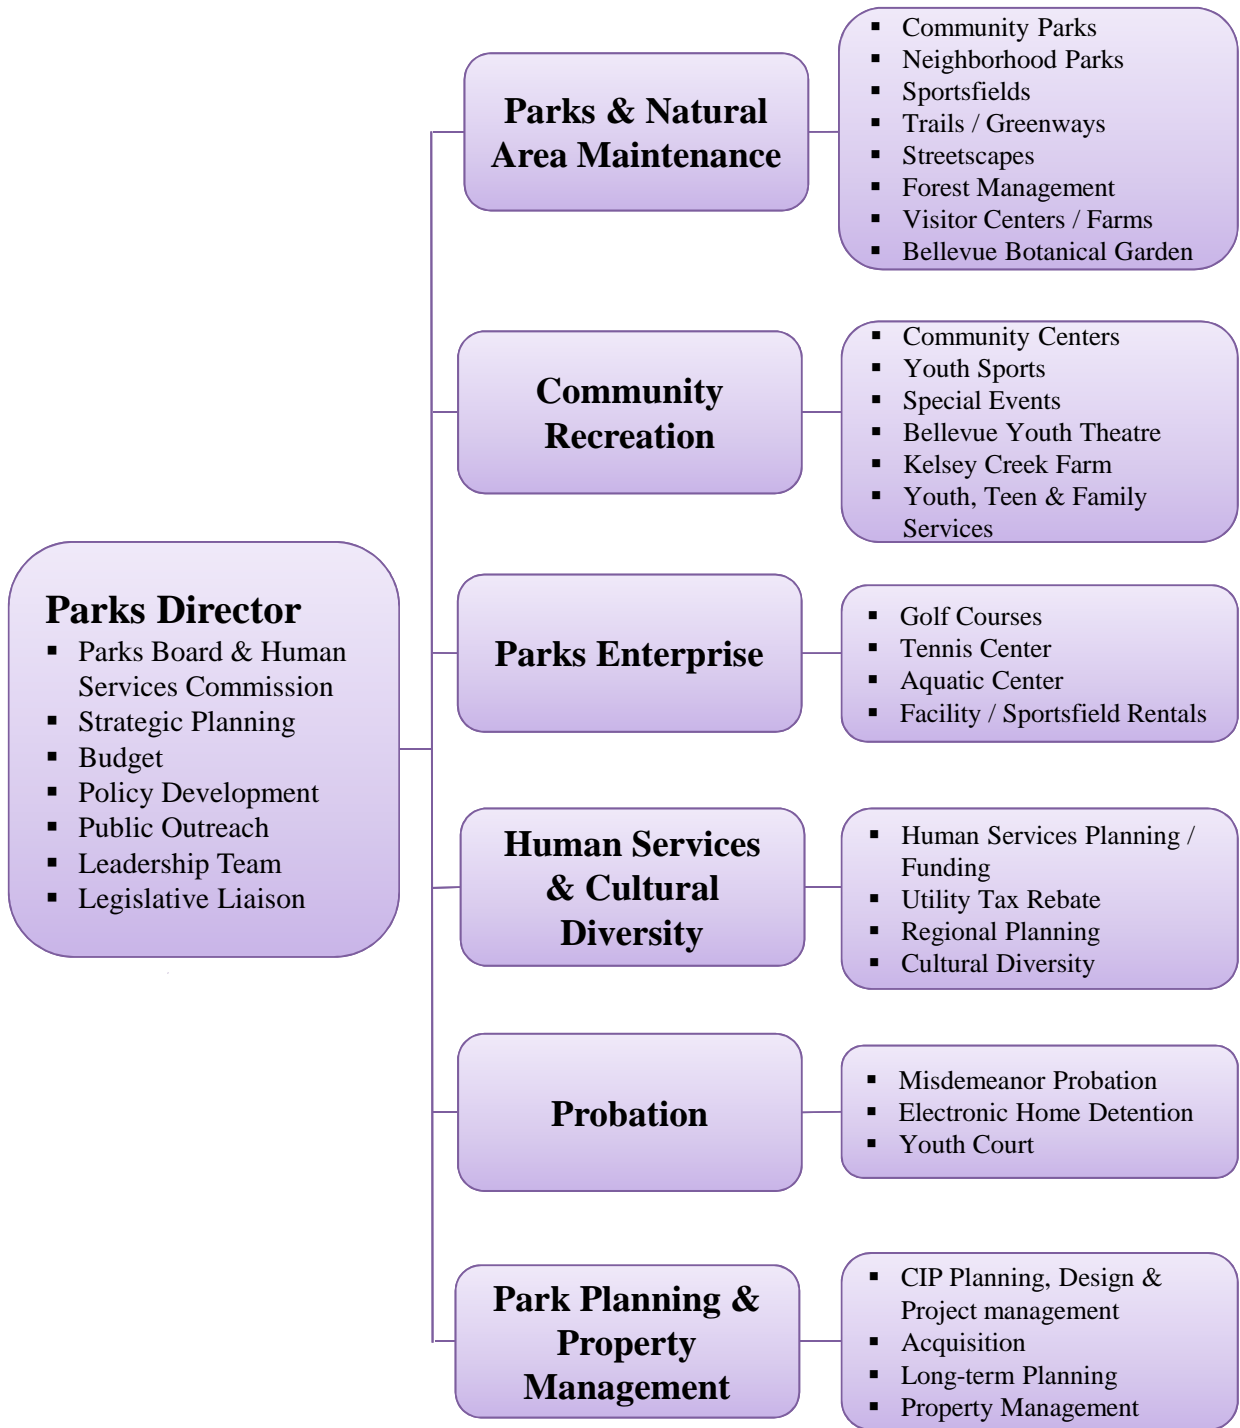 Parks Director
▪ Parks Board & Human
Services Commission
▪ Strategic Planning
▪ Budget
▪ Policy Development
▪ Public Outreach
▪ Leadership Team
▪ Legislative Liaison
Parks & Natural
Area Maintenance
▪ Community Parks
▪ Neighborhood Parks
▪ Sportsfields
▪ Trails / Greenways
▪ Streetscapes
▪ Forest Management
▪ Visitor Centers / Farms
▪ Bellevue Botanical Garden
Community
Recreation
▪ Community Centers
▪ Youth Sports
▪ Special Events
▪ Bellevue Youth Theatre
▪ Kelsey Creek Farm
▪ Youth, Teen & Family
Services
Parks Enterprise
▪ Golf Courses
▪ Tennis Center
▪ Aquatic Center
▪ Facility / Sportsfield Rentals
Human Services
& Cultural
Diversity
▪ Human Services Planning /
Funding
▪ Utility Tax Rebate
▪ Regional Planning
▪ Cultural Diversity
Probation
▪ Misdemeanor Probation
▪ Electronic Home Detention
▪ Youth Court
Park Planning &
Property
Management
▪ CIP Planning, Design &
Project management
▪ Acquisition
▪ Long-term Planning
▪ Property Management